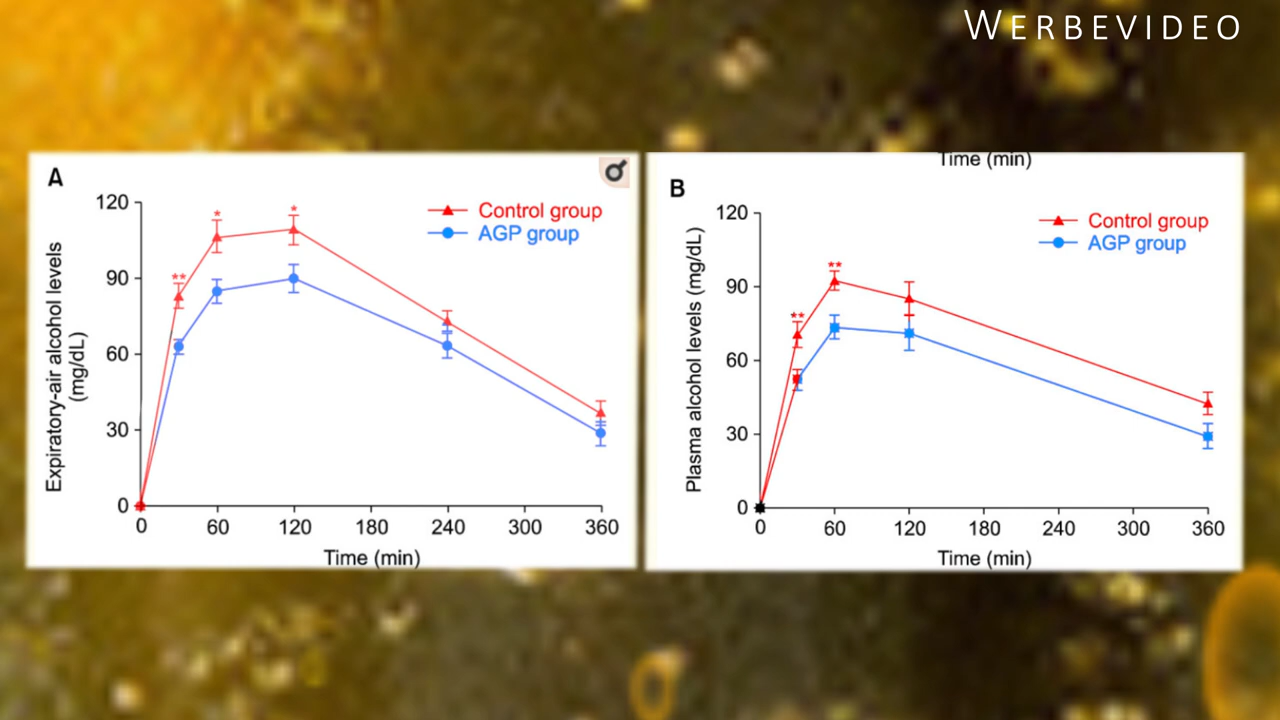 WERBEVIDEO
A
120
90
60
30
0
Expiratory-air alcohol levels
(mg/dL)
**
*
*
Control group
AGP group
0 60 120 180 240 300 360
Time (min)
Time (min)
B
120
90
60
30
0
Plasma alcohol levels (mg/dL)
**
**
Control group
AGP group
0 60 120 180 240 300 360
Time (min)